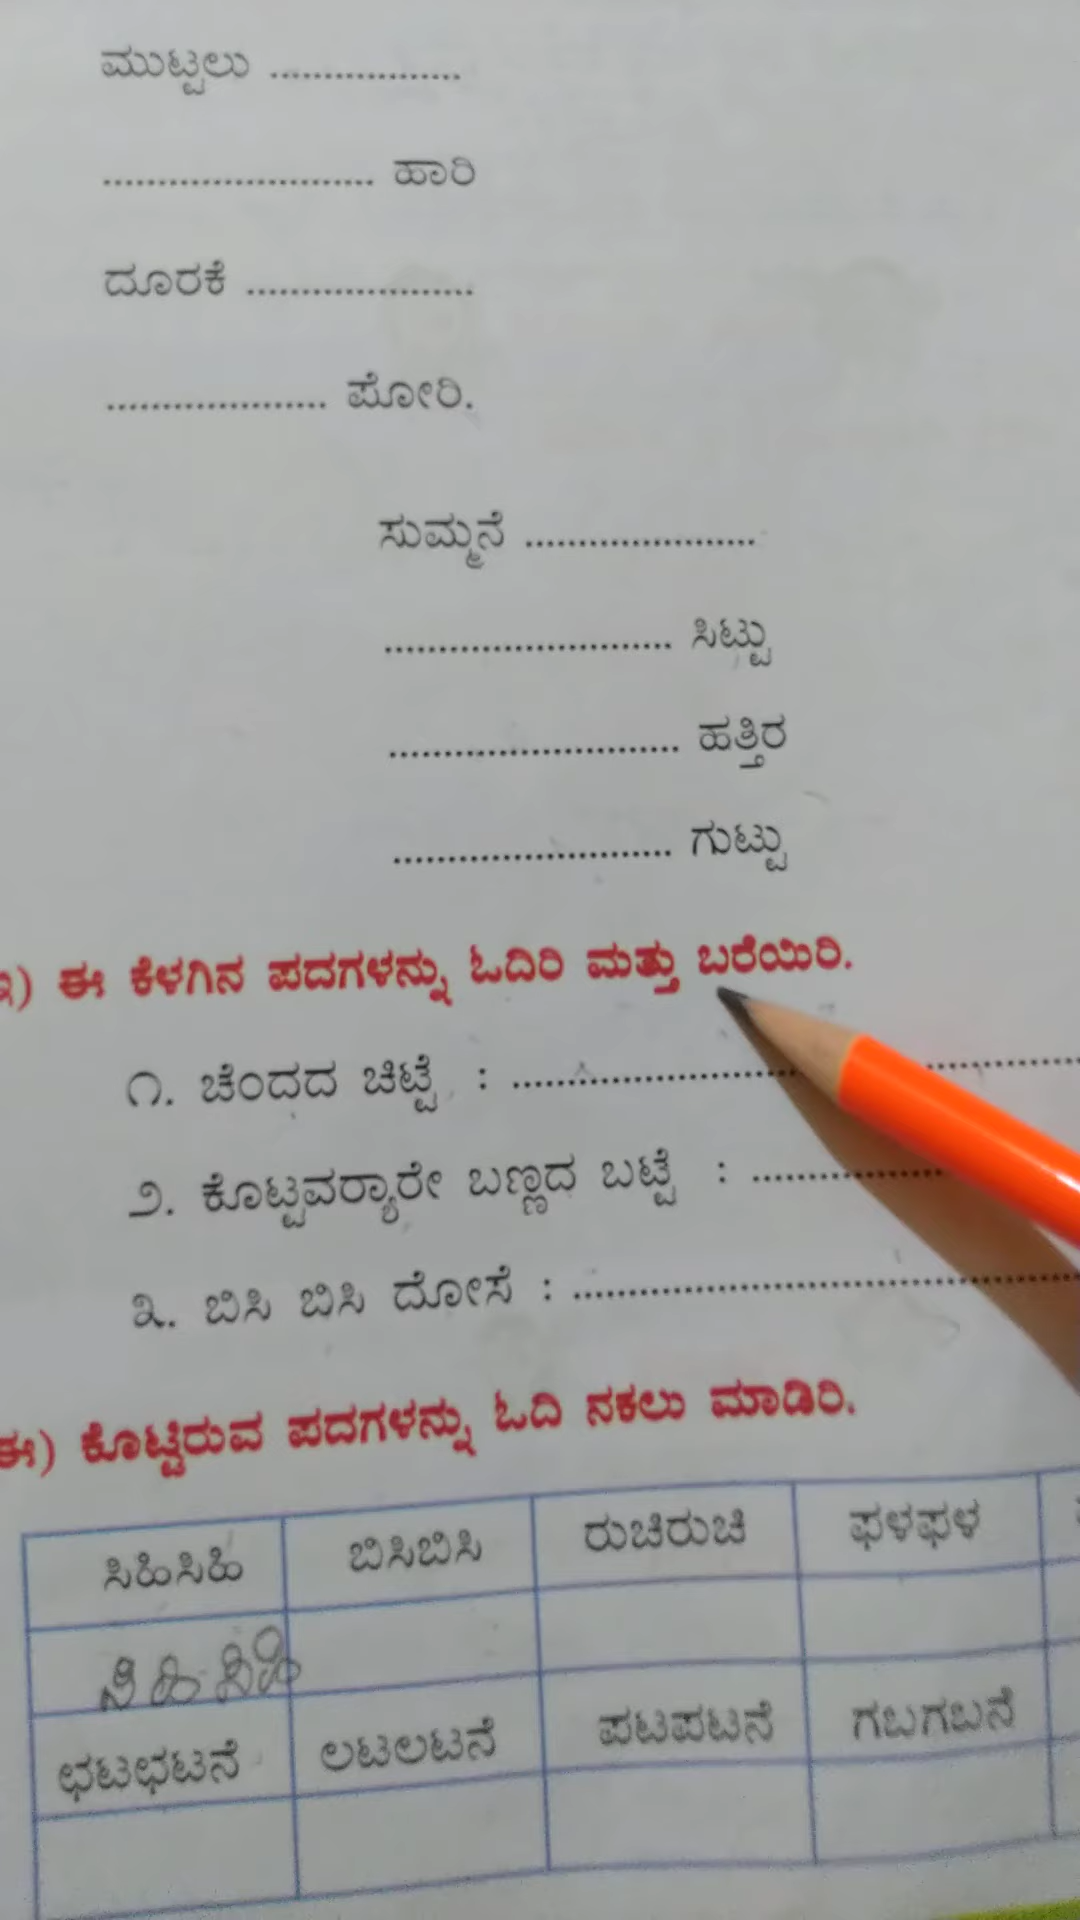 ಮುಟ್ಟಲು .................
......................... ಹಾರಿ
ದೂರಕೆ .....................
.................... ಪೋರಿ.
ಸುಮ್ಮನೆ .....................
.......................... ಸಿಟ್ಟು
.......................... ಹತ್ತಿರ
......................... ಗುಟ್ಟು
ಇ) ಈ ಕೆಳಗಿನ ಪದಗಳನ್ನು ಓದಿರಿ ಮತ್ತು ಬರೆಯಿರಿ.
೧. ಚೆಂದದ ಚಿಟ್ಟೆ : ..........................
೨. ಕೊಟ್ಟವರ‍್ಯಾರೇ ಬಣ್ಣದ ಬಟ್ಟೆ : ..................
೩. ಬಿಸಿ ಬಿಸಿ ದೋಸೆ : ..............................................
ಈ) ಕೊಟ್ಟಿರುವ ಪದಗಳನ್ನು ಓದಿ ನಕಲು ಮಾಡಿರಿ.
ಸಿಹಿಸಿಹಿ ಬಿಸಿಬಿಸಿ ರುಚಿರುಚಿ ಫಳಫಳ
ಸಿಹಿಸಿಹಿ
ಛಟಛಟನೆ ಲಟಲಟನೆ ಪಟಪಟನೆ ಗಬಗಬನೆ